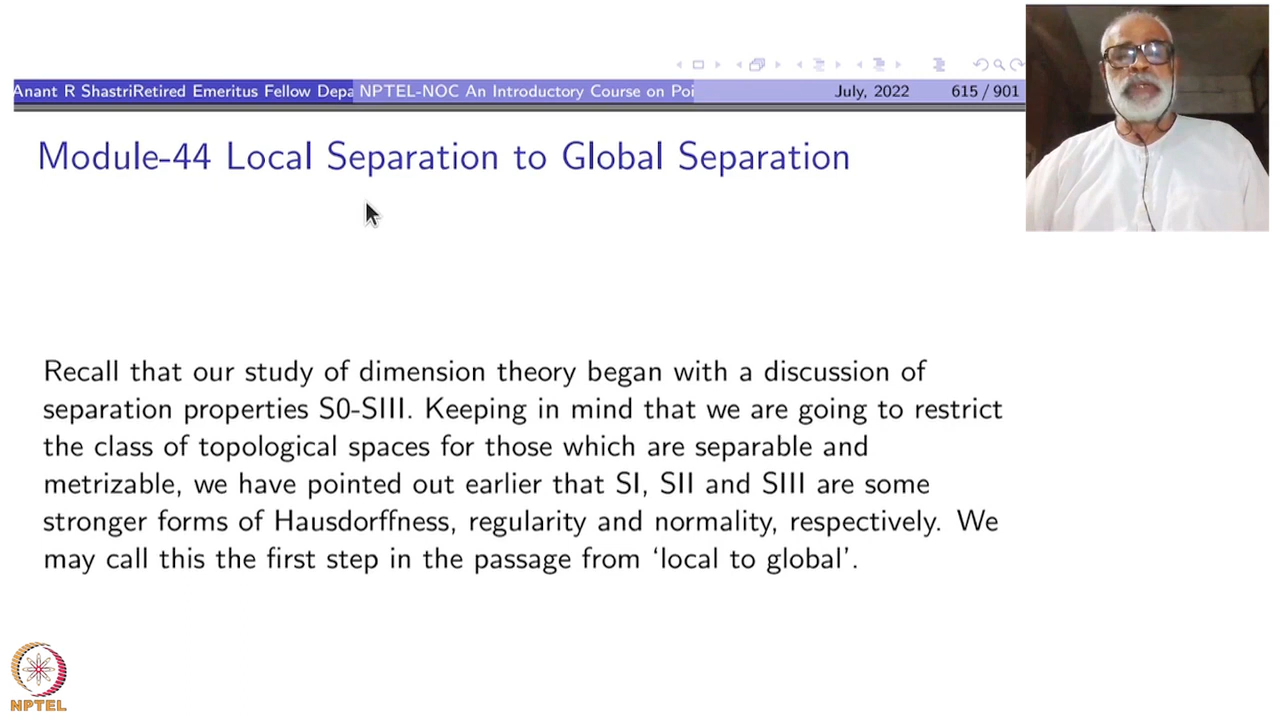 Anant R ShastriRetired Emeritus Fellow Depa NPTEL-NOC An Introductory Course on Poi July, 2022 615 / 901
Module-44 Local Separation to Global Separation
Recall that our study of dimension theory began with a discussion of
separation properties S0-SIII. Keeping in mind that we are going to restrict
the class of topological spaces for those which are separable and
metrizable, we have pointed out earlier that SI, SII and SIII are some
stronger forms of Hausdorffness, regularity and normality, respectively. We
may call this the first step in the passage from ‘local to global’.
NPTEL